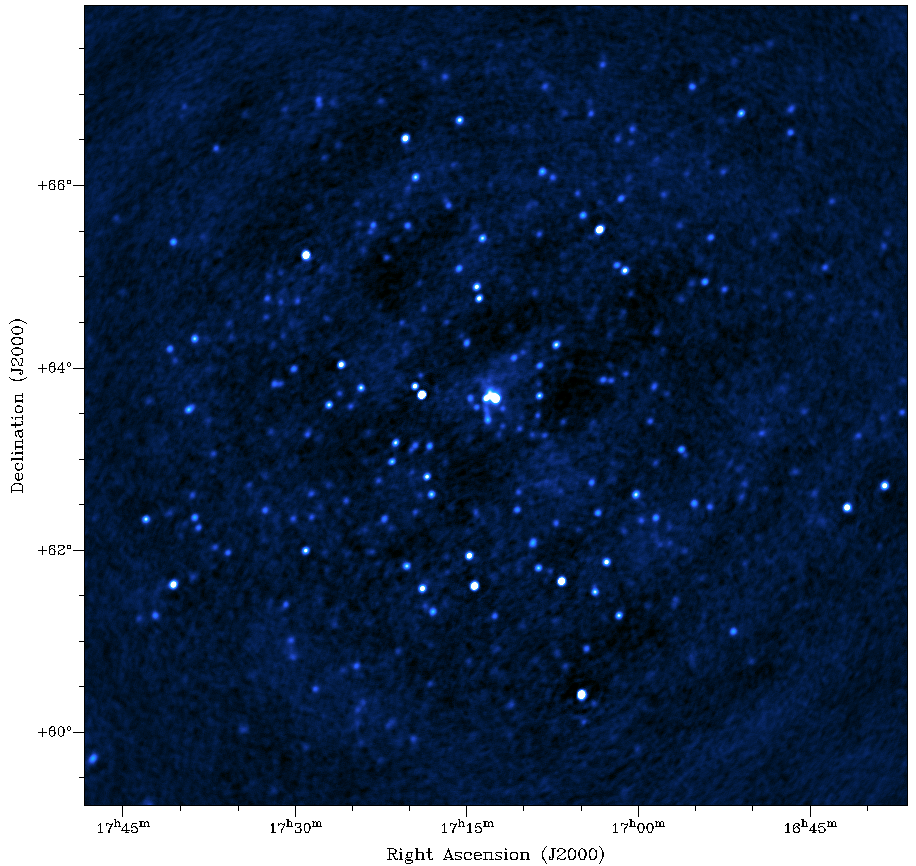 +66°
+64°
+62°
+60°
Declination (J2000)
17ʰ45ᵐ 17ʰ30ᵐ 17ʰ15ᵐ 17ʰ00ᵐ 16ʰ45ᵐ
Right Ascension (J2000)